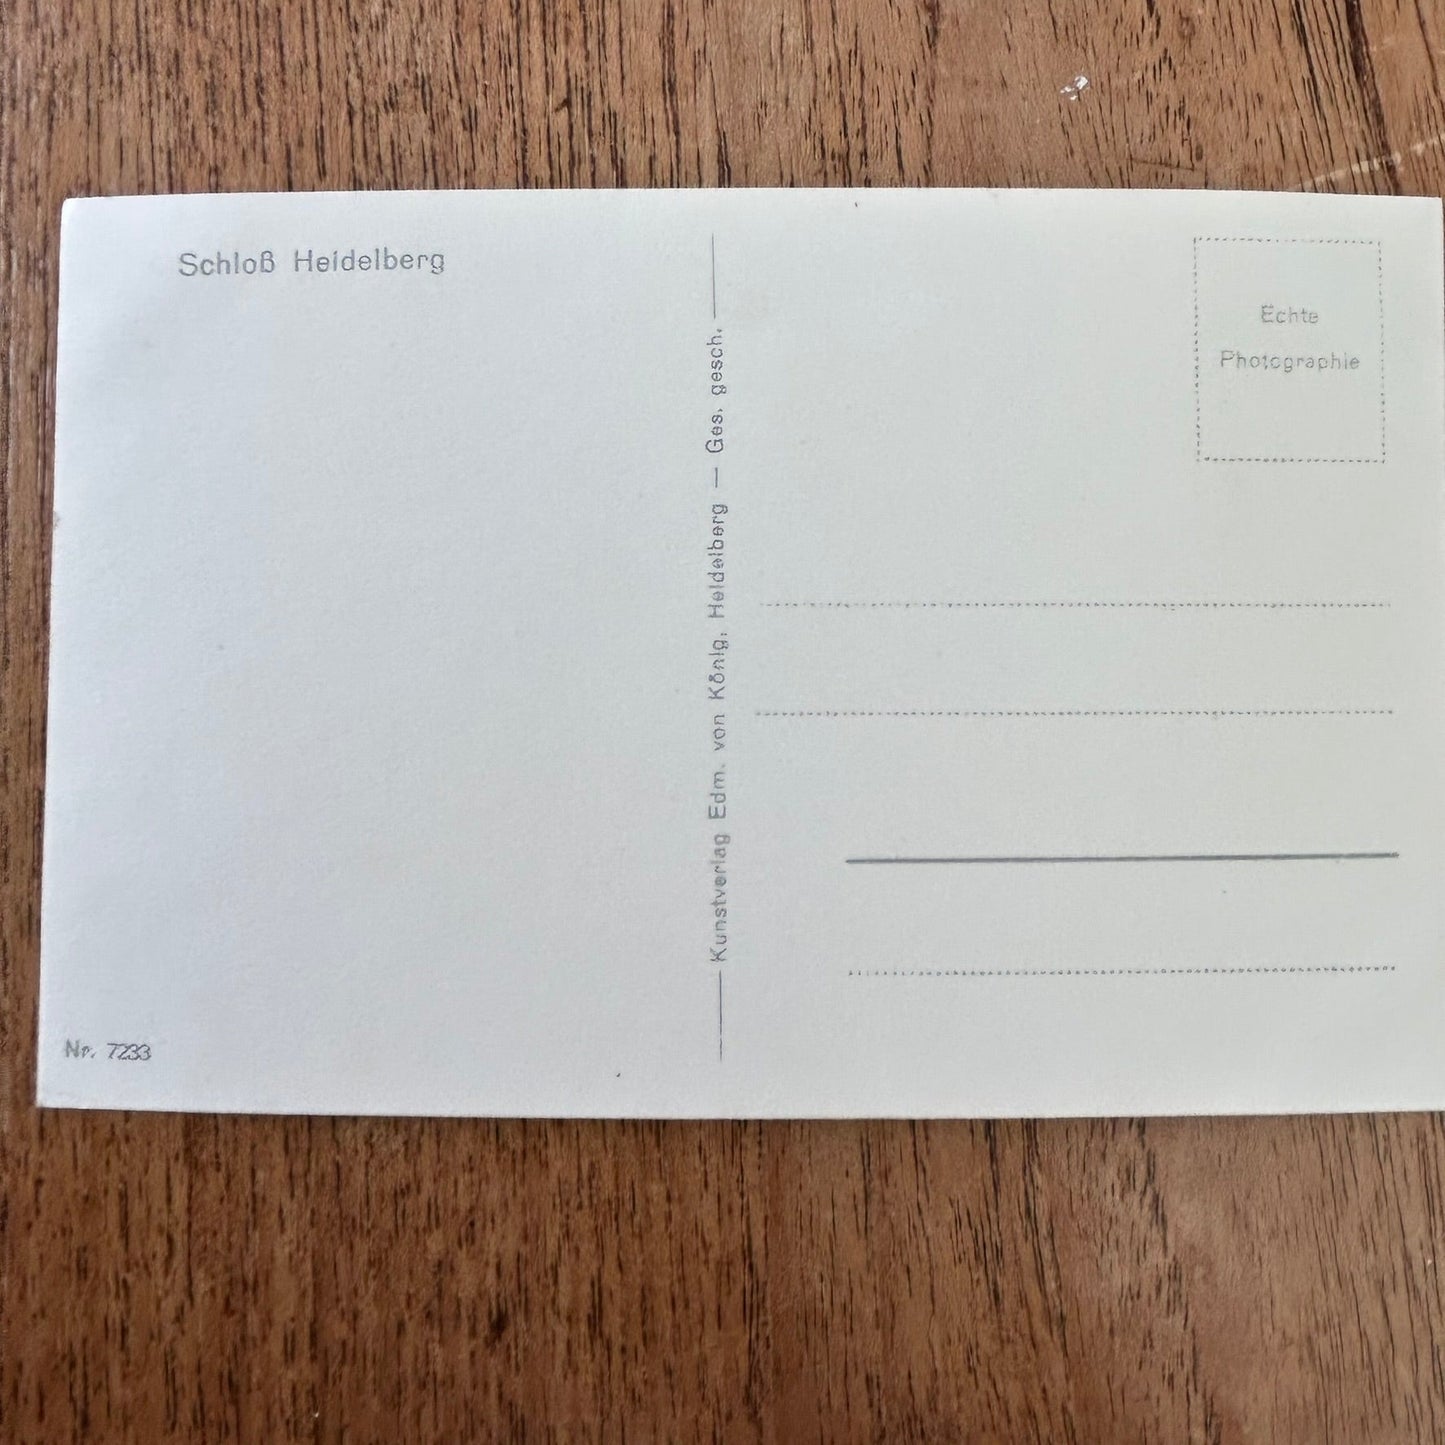 Schloß Heidelberg
Echte
Photographie
Kunstverlag Edm. von König, Heidelberg — Ges. gesch.
Nr. 7233